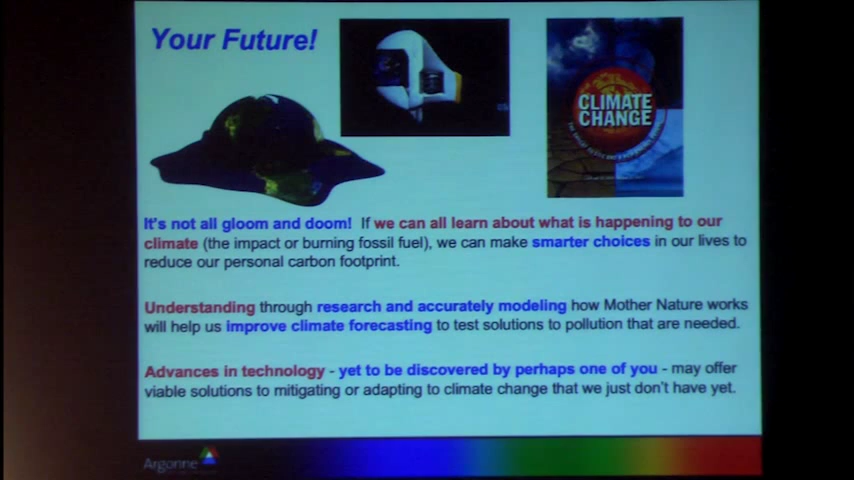 Your Future!
CLIMATE
CHANGE
It's not all gloom and doom! If we can all learn about what is happening to our
climate (the impact or burning fossil fuel), we can make smarter choices in our lives to
reduce our personal carbon footprint.
Understanding through research and accurately modeling how Mother Nature works
will help us improve climate forecasting to test solutions to pollution that are needed.
Advances in technology - yet to be discovered by perhaps one of you - may offer
viable solutions to mitigating or adapting to climate change that we just don't have yet.
Argonne